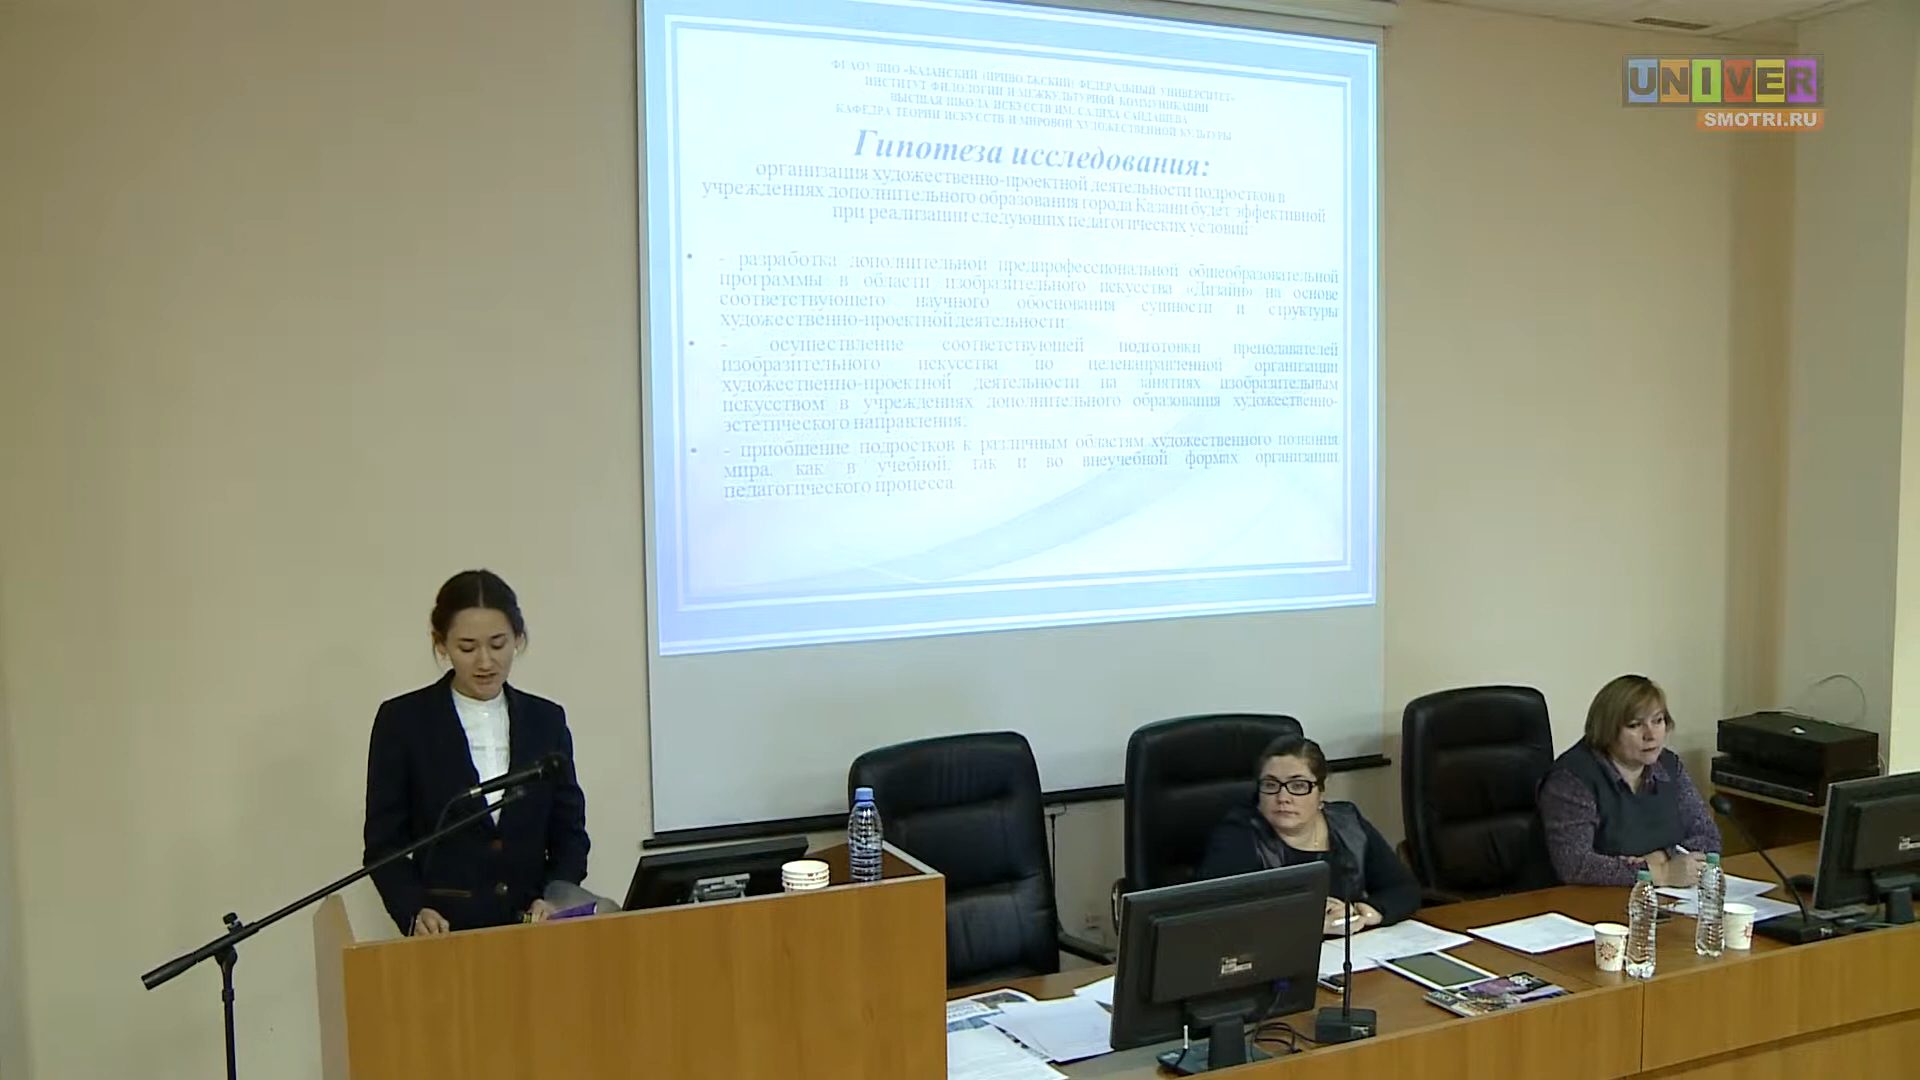 UNIVER
SMOTRI.RU
ФГАОУ ВПО «КАЗАНСКИЙ (ПРИВОЛЖСКИЙ) ФЕДЕРАЛЬНЫЙ УНИВЕРСИТЕТ»
ИНСТИТУТ ФИЛОЛОГИИ И МЕЖКУЛЬТУРНОЙ КОММУНИКАЦИИ
ВЫСШАЯ ШКОЛА ИСКУССТВ ИМ. САЛИХА САЙДАШЕВА
КАФЕДРА ТЕОРИИ ИСКУССТВ И МИРОВОЙ ХУДОЖЕСТВЕННОЙ КУЛЬТУРЫ
Гипотеза исследования:
организация художественно-проектной деятельности подростков в
учреждениях дополнительного образования города Казани будет эффективной
при реализации следующих педагогических условий:
• - разработка дополнительной предпрофессиональной общеобразовательной
программы в области изобразительного искусства «Дизайн» на основе
соответствующего научного обоснования сущности и структуры
художественно-проектной деятельности;
• - осуществление соответствующей подготовки преподавателей
изобразительного искусства по целенаправленной организации
художественно-проектной деятельности на занятиях изобразительным
искусством в учреждениях дополнительного образования художественно-
эстетического направления;
• - приобщение подростков к различным областям художественного познания
мира, как в учебной, так и во внеучебной формах организации
педагогического процесса.